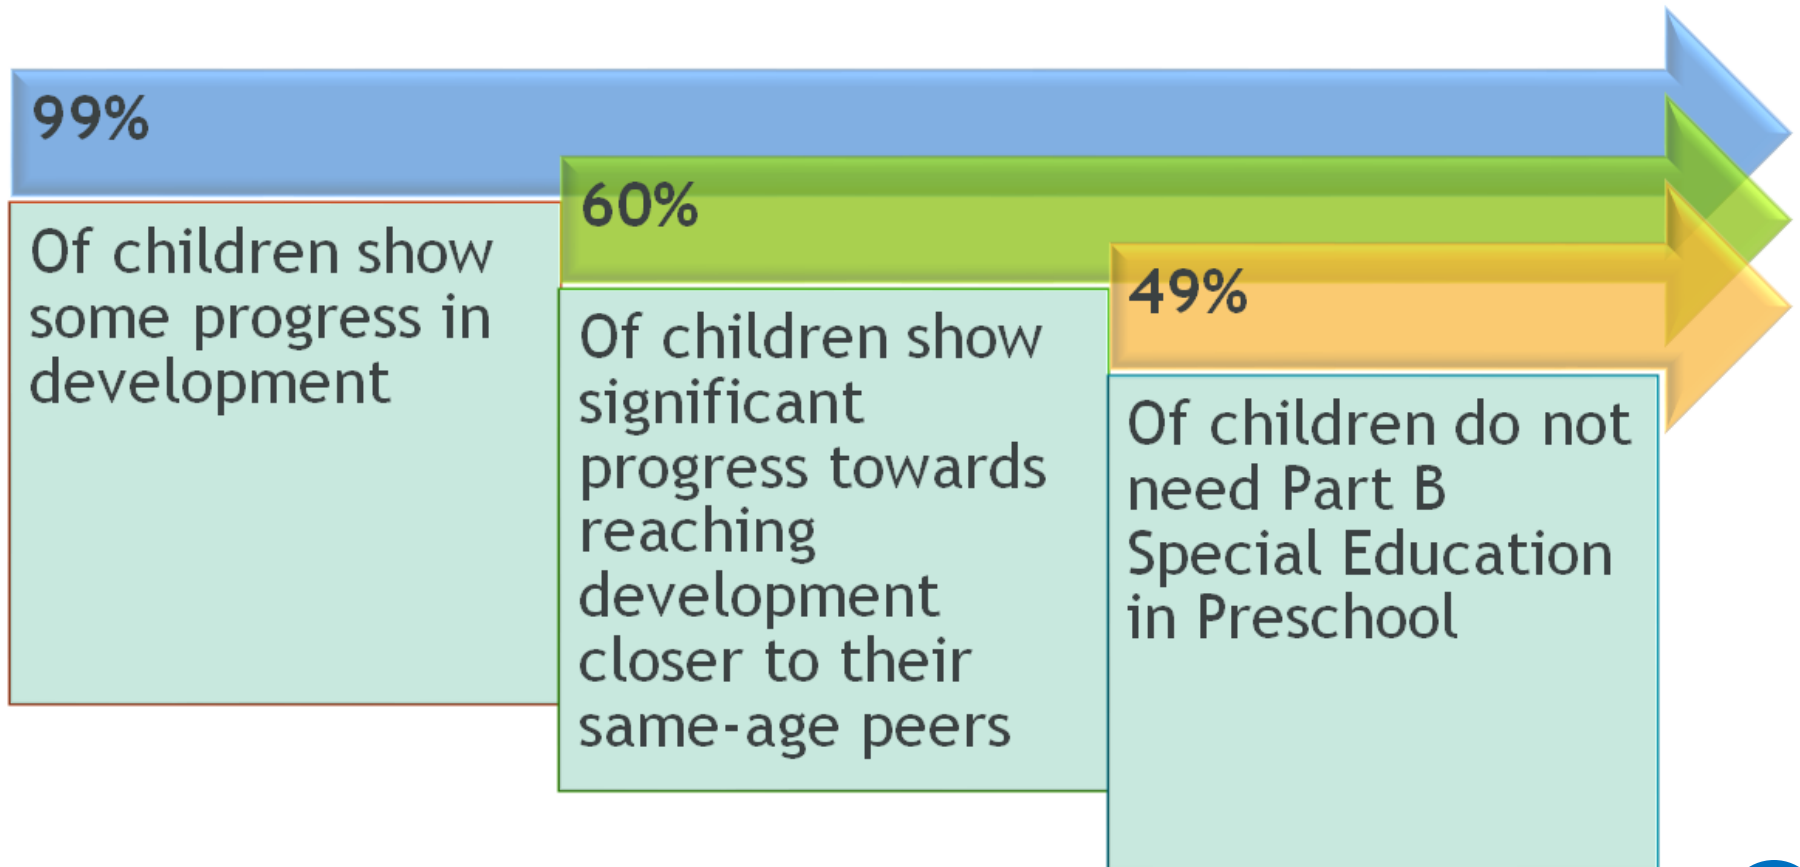 99%
Of children show
some progress in
development
60%
Of children show
significant
progress towards
reaching
development
closer to their
same-age peers
49%
Of children do not
need Part B
Special Education
in Preschool